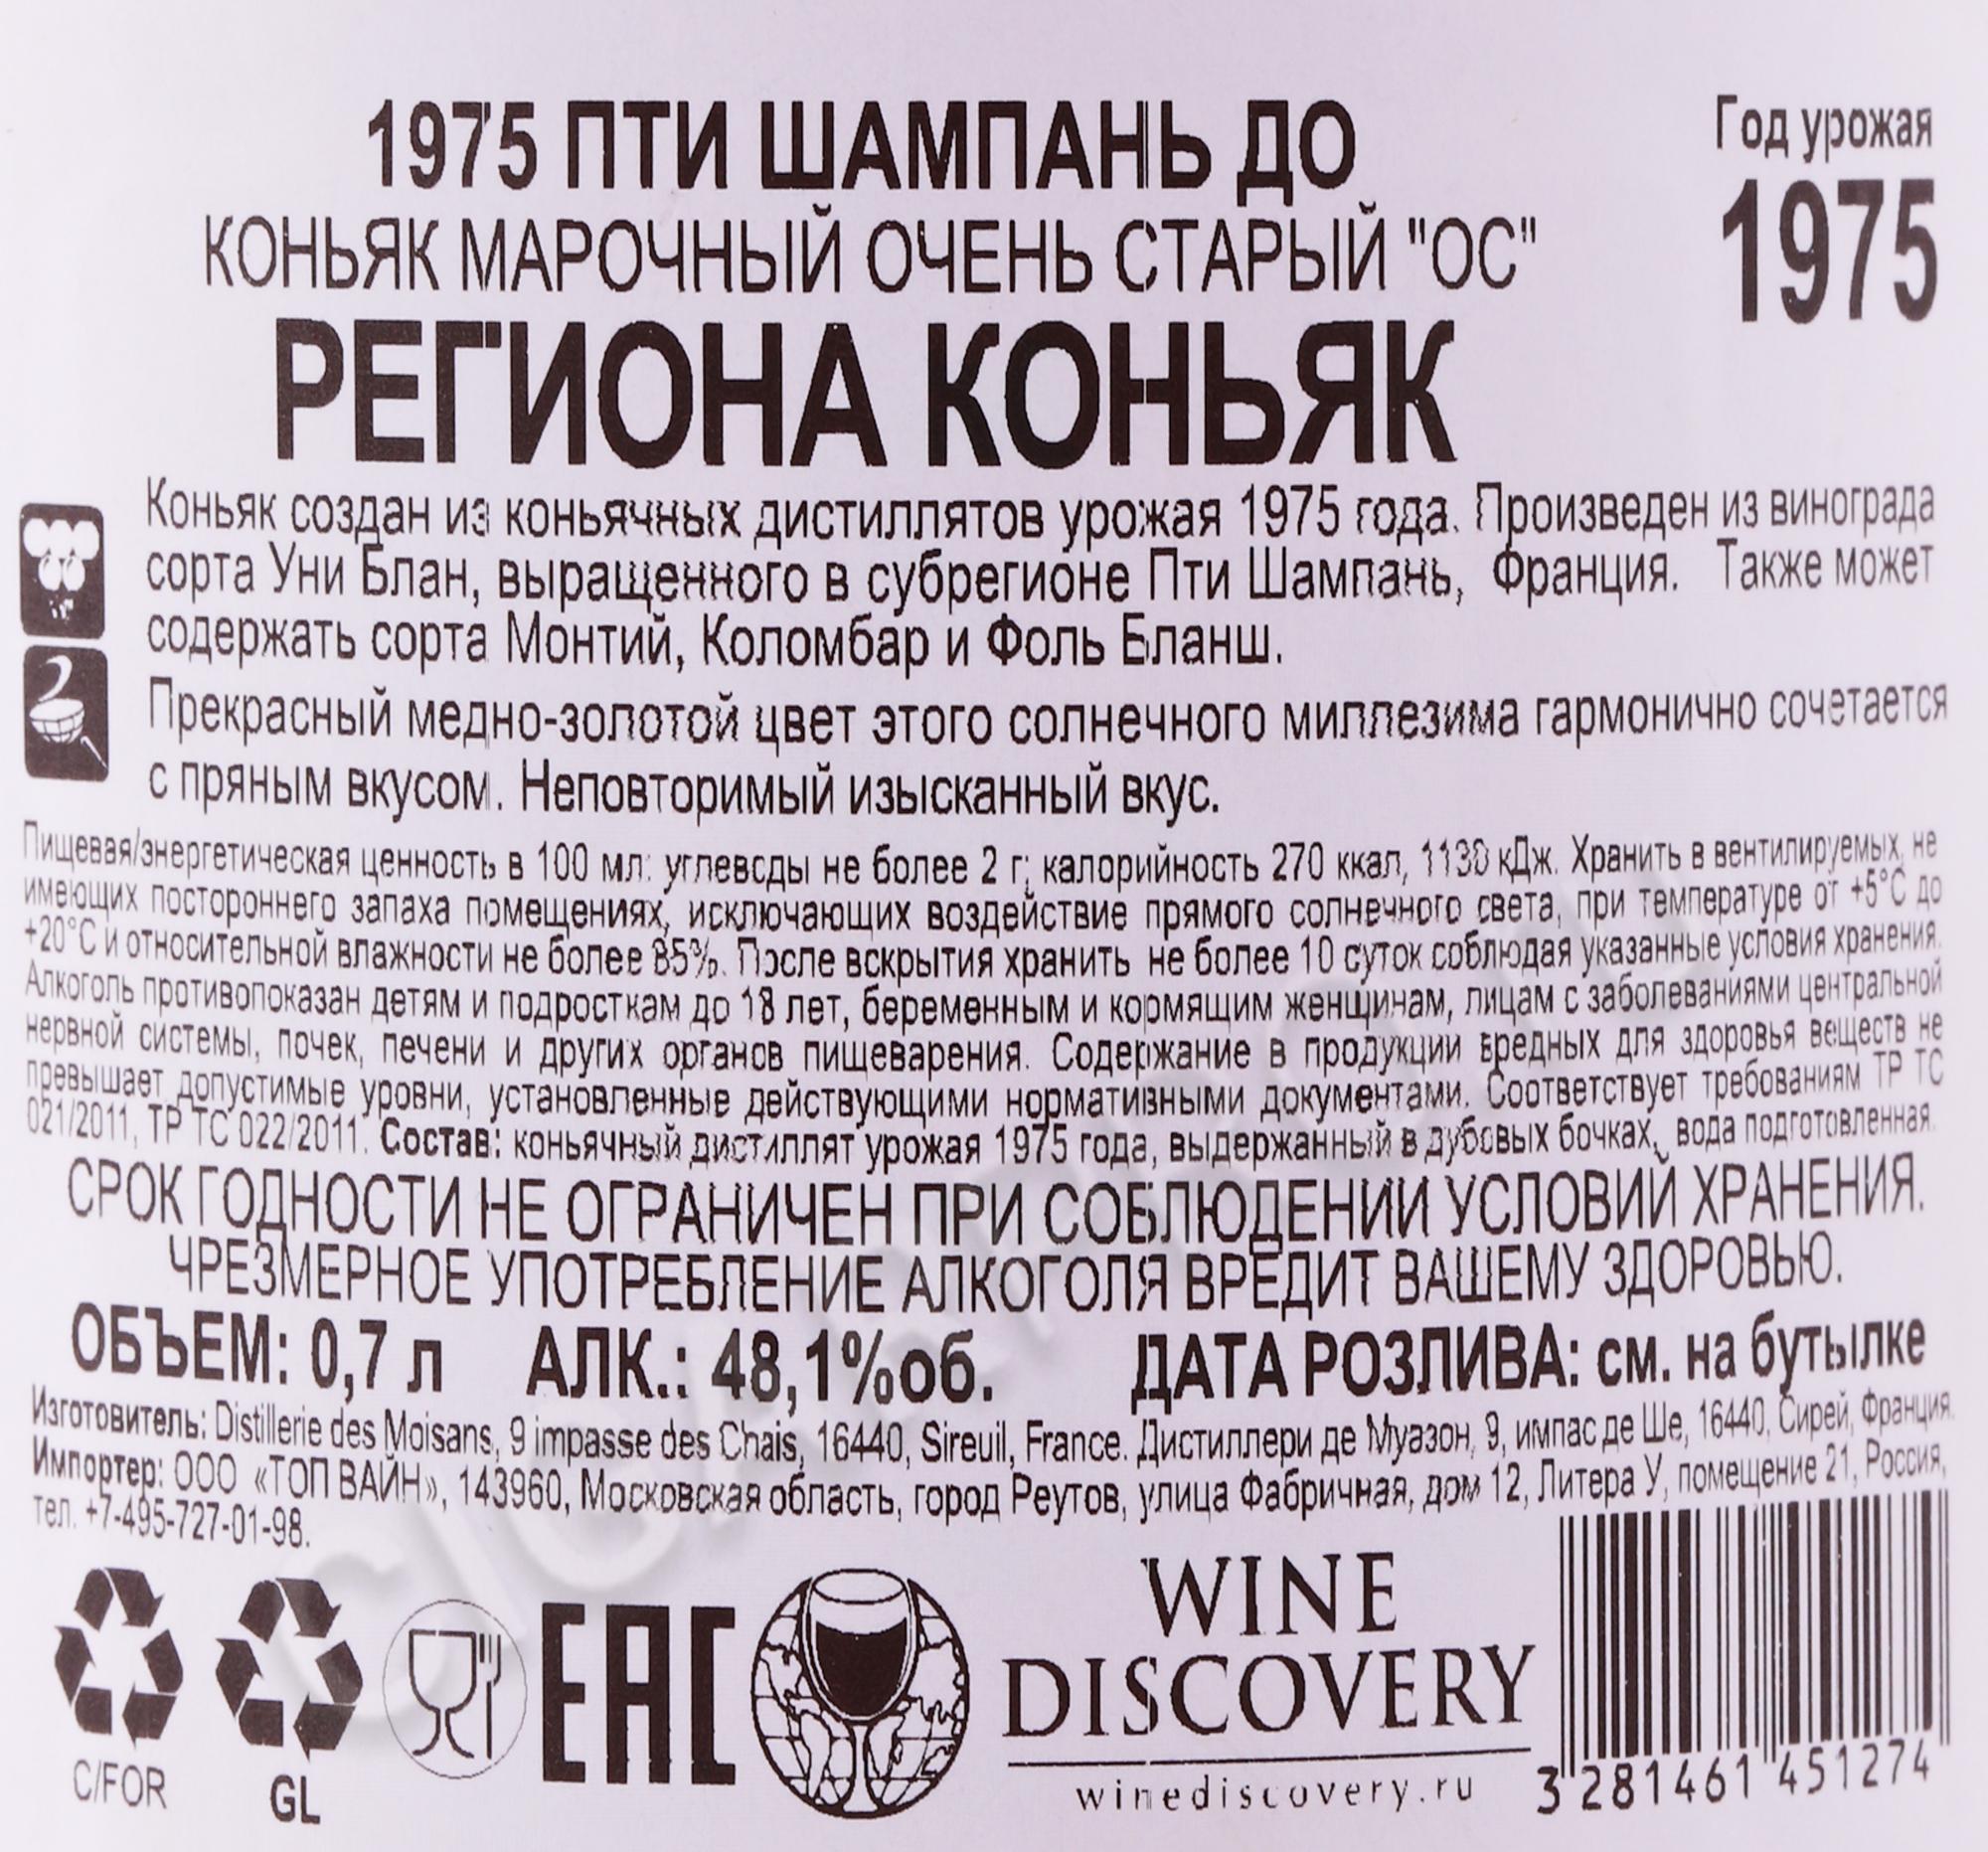 1975 ПТИ ШАМПАНЬ ДО
КОНЬЯК МАРОЧНЫЙ ОЧЕНЬ СТАРЫЙ "ОС"
РЕГИОНА КОНЬЯК
Год урожая
1975
Коньяк создан из коньячных дистиллятов урожая 1975 года. Произведен из винограда
сорта Уни Блан, выращенного в субрегионе Пти Шампань, Франция. Также может
содержать сорта Монтий, Коломбар и Фоль Бланш.
Прекрасный медно-золотой цвет этого солнечного миллезима гармонично сочетается
с пряным вкусом. Неповторимый изысканный вкус.
Пищевая/энергетическая ценность в 100 мл: углеводы не более 2 г; калорийность 270 ккал, 1130 кДж. Хранить в вентилируемых, не
имеющих постороннего запаха помещениях, исключающих воздействие прямого солнечного света, при температуре от +5°С до
+20°С и относительной влажности не более 85%. После вскрытия хранить не более 10 суток соблюдая указанные условия хранения.
Алкоголь противопоказан детям и подросткам до 18 лет, беременным и кормящим женщинам, лицам с заболеваниями центральной
нервной системы, почек, печени и других органов пищеварения. Содержание в продукции вредных для здоровья веществ не
превышает допустимые уровни, установленные действующими нормативными документами. Соответствует требованиям ТР ТС
021/2011, ТР ТС 022/2011. Состав: коньячный дистиллят урожая 1975 года, выдержанный в дубовых бочках, вода подготовленная.
СРОК ГОДНОСТИ НЕ ОГРАНИЧЕН ПРИ СОБЛЮДЕНИИ УСЛОВИЙ ХРАНЕНИЯ.
ЧРЕЗМЕРНОЕ УПОТРЕБЛЕНИЕ АЛКОГОЛЯ ВРЕДИТ ВАШЕМУ ЗДОРОВЬЮ.
ОБЪЕМ: 0,7 л АЛК.: 48,1%об. ДАТА РОЗЛИВА: см. на бутылке
Изготовитель: Distillerie des Moisans, 9 impasse des Chais, 16440, Sireuil, France. Дистиллери де Муазон, 9, импас де Ше, 16440, Сирей, Франция.
Импортер: ООО «ТОП ВАЙН», 143960, Московская область, город Реутов, улица Фабричная, дом 12, Литера У, помещение 21, Россия,
тел. +7-495-727-01-98.
C/FOR
GL
EAC
WINE
DISCOVERY
winediscovery.ru
3 281461 451274